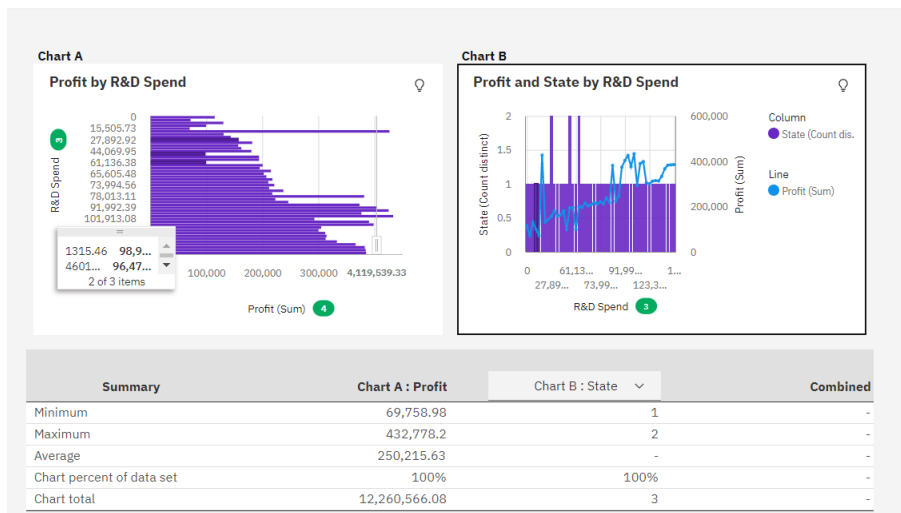 Chart A
Chart B
Profit by R&D Spend
R&D Spend
3
0
15,505.73
27,892.92
44,069.95
61,136.38
65,605.48
73,994.56
78,013.11
91,992.39
101,913.08
1315.46 98,9...
4601... 96,47...
2 of 3 items
100,000 200,000 300,000 4,119,539.33
Profit (Sum) 4
Profit and State by R&D Spend
State (Count distinct)
2
1.5
1
0.5
0
600,000
400,000
200,000
0
Profit (Sum)
0 61,13... 91,99... 1...
27,89... 73,99... 123,3...
R&D Spend 3
Column
State (Count dis.
Line
Profit (Sum)
Summary Chart A : Profit Chart B : State Combined
Minimum 69,758.98 1 -
Maximum 432,778.2 2 -
Average 250,215.63 - -
Chart percent of data set 100% 100% -
Chart total 12,260,566.08 3 -